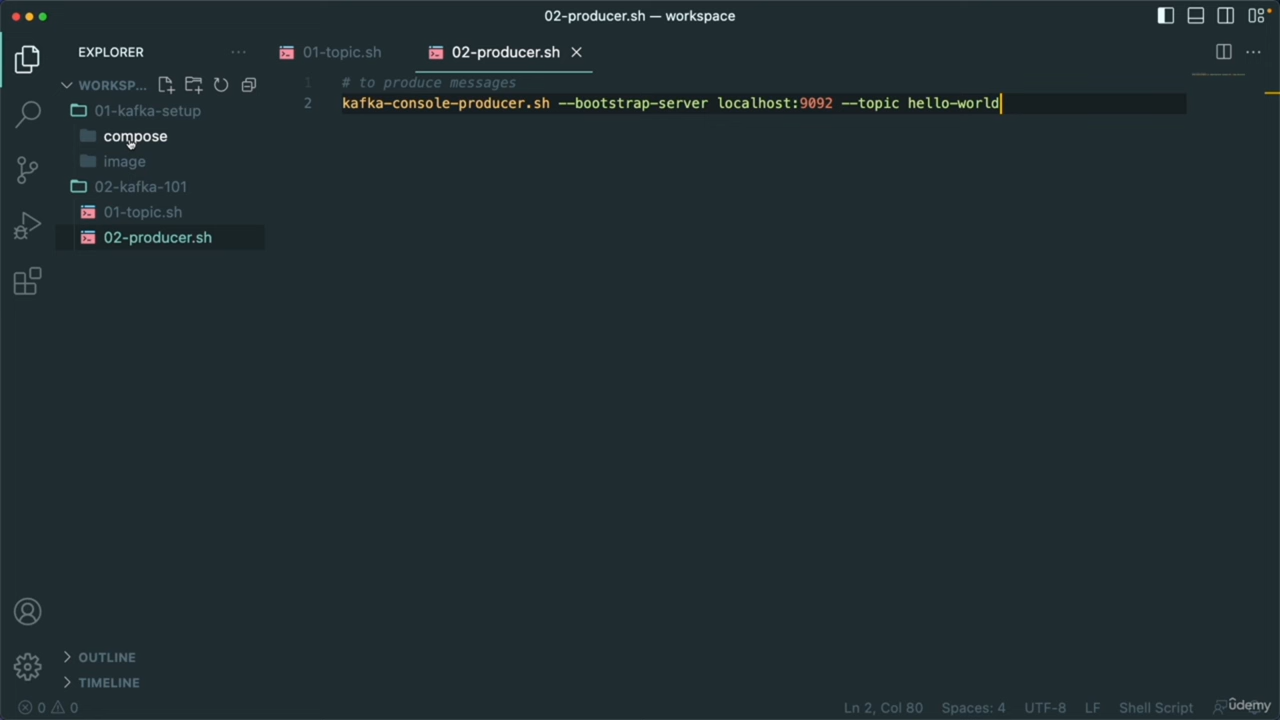 02-producer.sh — workspace
EXPLORER
01-topic.sh
02-producer.sh
WORKSP...
01-kafka-setup
compose
image
02-kafka-101
01-topic.sh
02-producer.sh
1 # to produce messages
2 kafka-console-producer.sh --bootstrap-server localhost:9092 --topic hello-world
OUTLINE
TIMELINE
0 0
Ln 2, Col 80 Spaces: 4 UTF-8 LF Shell Script
udemy